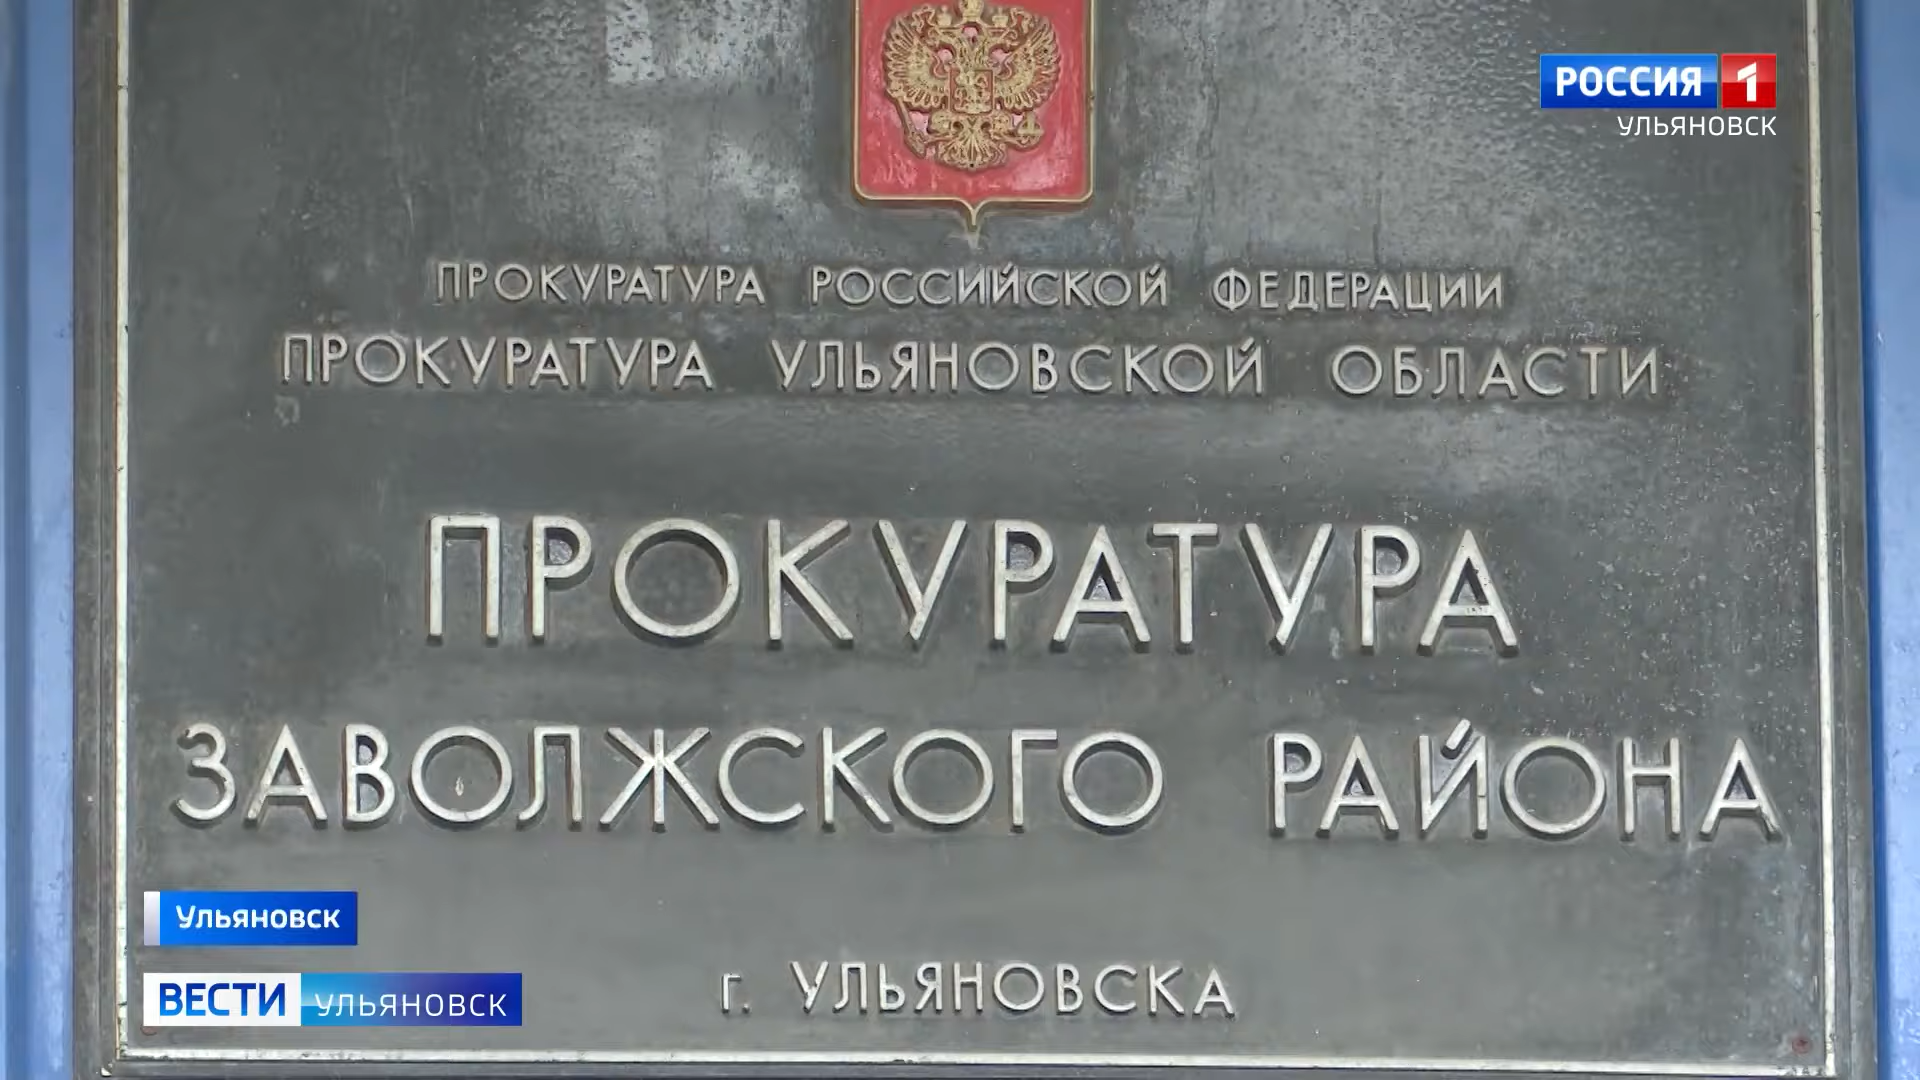 РОССИЯ 1
УЛЬЯНОВСК
ПРОКУРАТУРА РОССИЙСКОЙ ФЕДЕРАЦИИ
ПРОКУРАТУРА УЛЬЯНОВСКОЙ ОБЛАСТИ
ПРОКУРАТУРА
ЗАВОЛЖСКОГО РАЙОНА
г. УЛЬЯНОВСКА
Ульяновск
ВЕСТИ УЛЬЯНОВСК